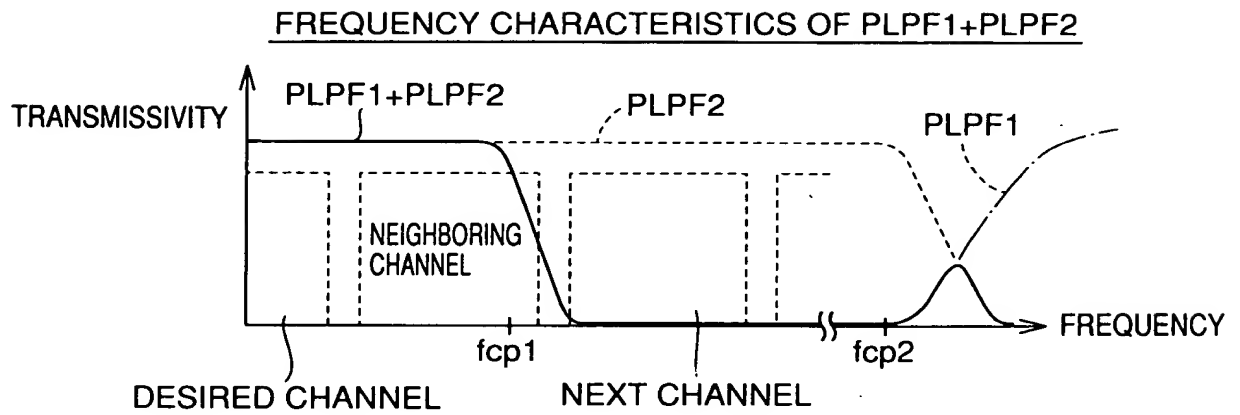 FREQUENCY CHARACTERISTICS OF PLPF1+PLPF2
TRANSMISSIVITY
PLPF1+PLPF2
PLPF2
PLPF1
NEIGHBORING
CHANNEL
fcp1
fcp2
FREQUENCY
DESIRED CHANNEL
NEXT CHANNEL